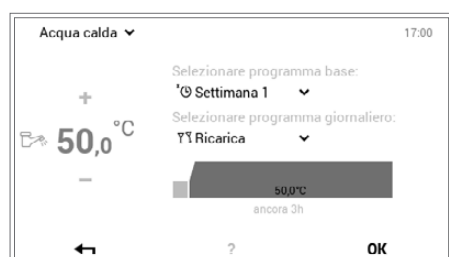 Acqua calda
17:00
Selezionare programma base:
Settimana 1
Selezionare programma giornaliero:
Ricarica
+
50,0 °C
−
50,0°C
ancora 3h
?
OK